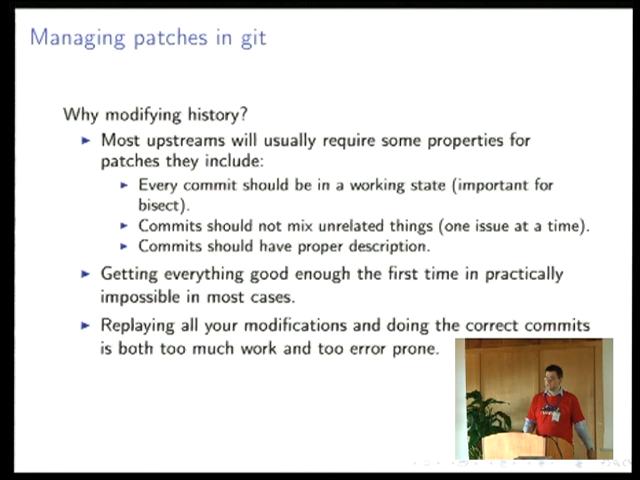 Managing patches in git
Why modifying history?
Most upstreams will usually require some properties for
patches they include:
Every commit should be in a working state (important for
bisect).
Commits should not mix unrelated things (one issue at a time).
Commits should have proper description.
Getting everything good enough the first time in practically
impossible in most cases.
Replaying all your modifications and doing the correct commits
is both too much work and too error prone.